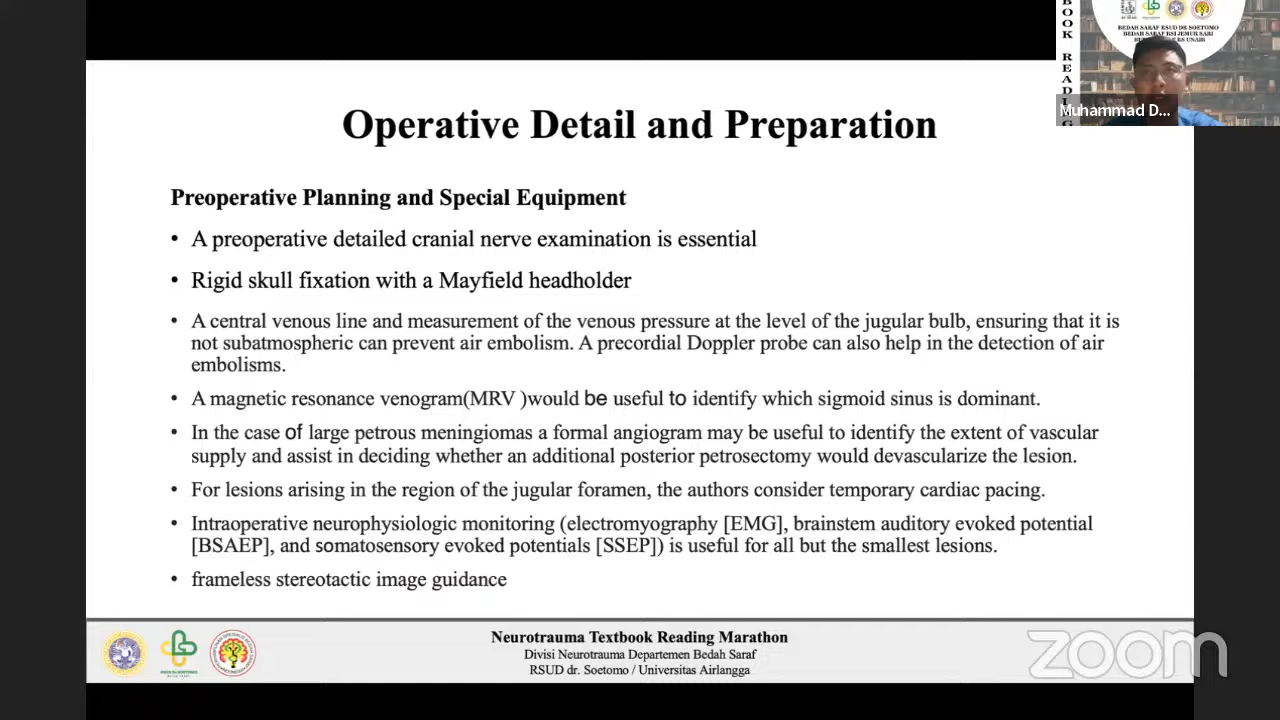 Operative Detail and Preparation
Preoperative Planning and Special Equipment
• A preoperative detailed cranial nerve examination is essential
• Rigid skull fixation with a Mayfield headholder
• A central venous line and measurement of the venous pressure at the level of the jugular bulb, ensuring that it is
not subatmospheric can prevent air embolism. A precordial Doppler probe can also help in the detection of air
embolisms.
• A magnetic resonance venogram(MRV )would be useful to identify which sigmoid sinus is dominant.
• In the case of large petrous meningiomas a formal angiogram may be useful to identify the extent of vascular
supply and assist in deciding whether an additional posterior petrosectomy would devascularize the lesion.
• For lesions arising in the region of the jugular foramen, the authors consider temporary cardiac pacing.
• Intraoperative neurophysiologic monitoring (electromyography [EMG], brainstem auditory evoked potential
[BSAEP], and somatosensory evoked potentials [SSEP]) is useful for all but the smallest lesions.
• frameless stereotactic image guidance
Neurotrauma Textbook Reading Marathon
Divisi Neurotrauma Departemen Bedah Saraf
RSUD dr. Soetomo / Universitas Airlangga
zoom
BOOK READING
BEDAH SARAF RSUD DR SOETOMO
BEDAH SARAF RSI JEMUR SARI
RS UNAIR
Muhammad D...